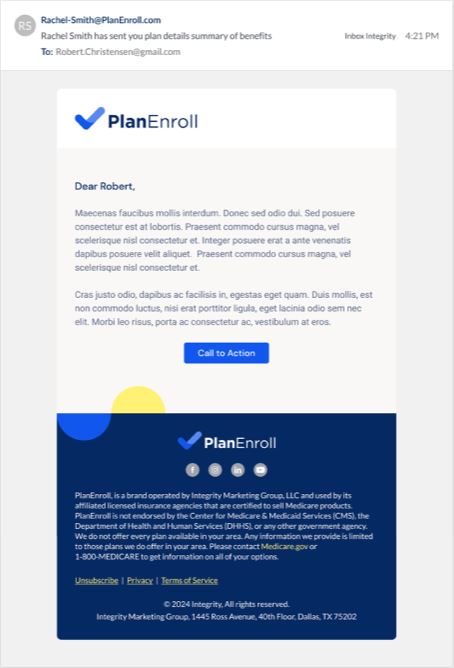 RS
Rachel-Smith@PlanEnroll.com
Rachel Smith has sent you plan details summary of benefits
Inbox Integrity 4:21 PM
To: Robert.Christensen@gmail.com
PlanEnroll
Dear Robert,
Maecenas faucibus mollis interdum. Donec sed odio dui. Sed posuere
consectetur est at lobortis. Praesent commodo cursus magna, vel
scelerisque nisl consectetur et. Integer posuere erat a ante venenatis
dapibus posuere velit aliquet. Praesent commodo cursus magna, vel
scelerisque nisl consectetur et.
Cras justo odio, dapibus ac facilisis in, egestas eget quam. Duis mollis, est
non commodo luctus, nisi erat porttitor ligula, eget lacinia odio sem nec
elit. Morbi leo risus, porta ac consectetur ac, vestibulum at eros.
Call to Action
PlanEnroll
PlanEnroll, is a brand operated by Integrity Marketing Group, LLC and used by its
affiliated licensed insurance agencies that are certified to sell Medicare products.
PlanEnroll is not endorsed by the Center for Medicare & Medicaid Services (CMS), the
Department of Health and Human Services (DHHS), or any other government agency.
We do not offer every plan available in your area. Any information we provide is limited
to those plans we do offer in your area. Please contact Medicare.gov or
1-800-MEDICARE to get information on all of your options.
Unsubscribe | Privacy | Terms of Service
© 2024 Integrity, All rights reserved.
Integrity Marketing Group, 1445 Ross Avenue, 40th Floor, Dallas, TX 75202